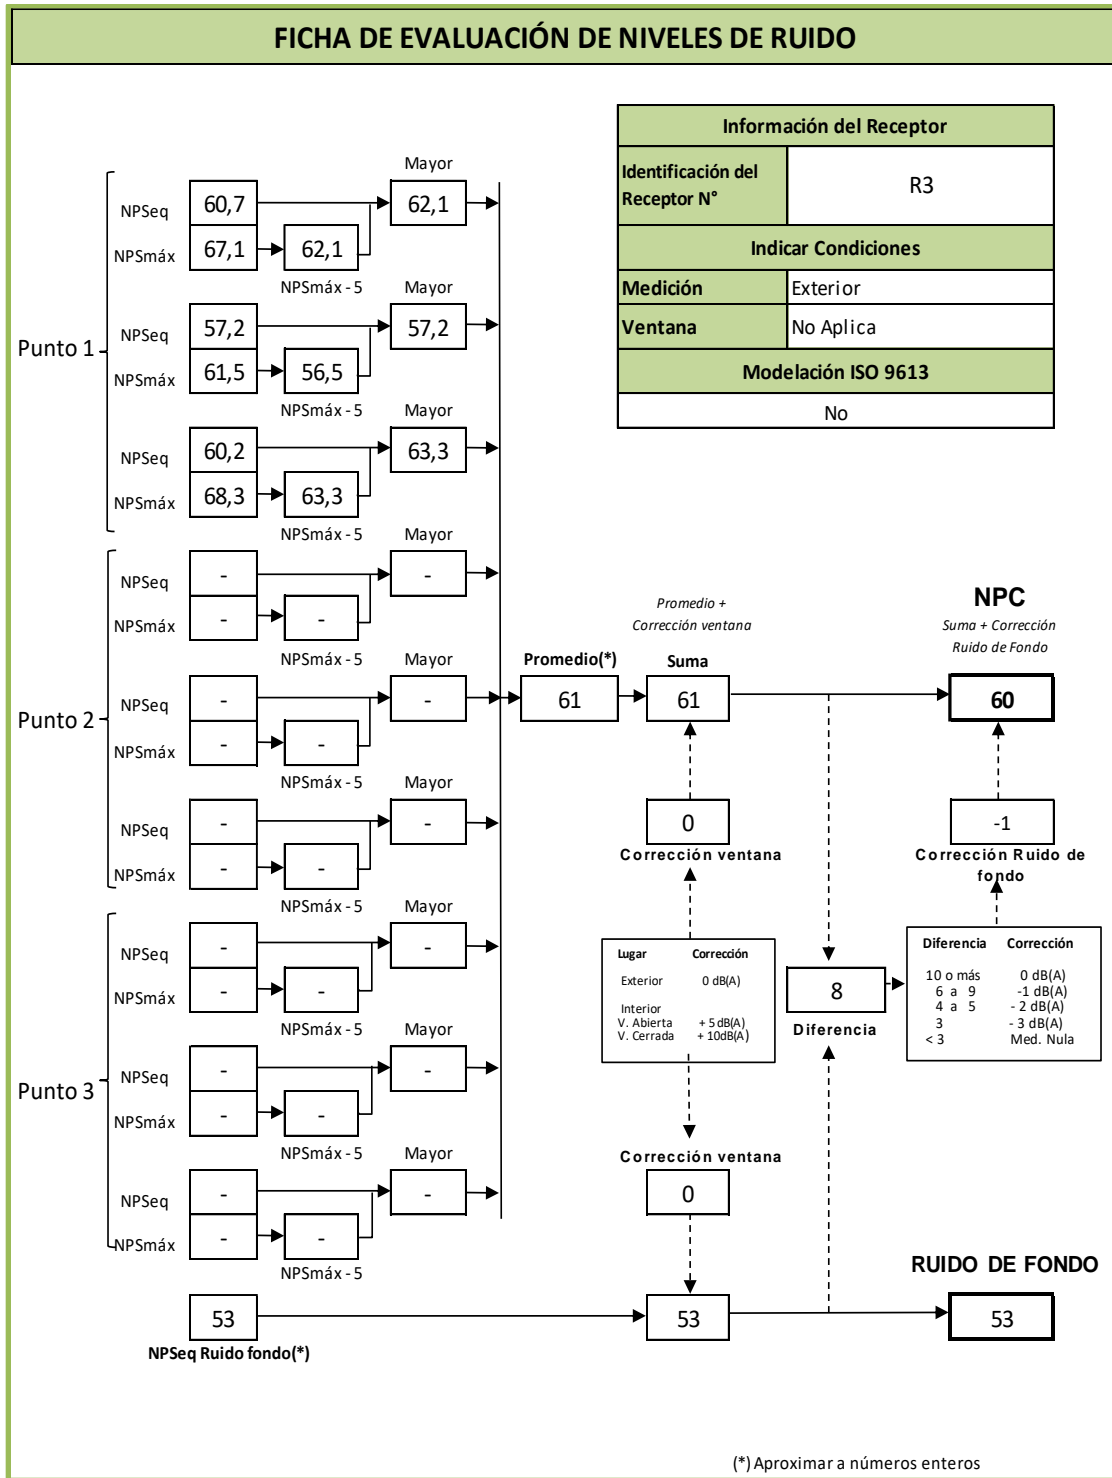 FICHA DE EVALUACIÓN DE NIVELES DE RUIDO
Información del Receptor
Identificación del Receptor N°
R3
Indicar Condiciones
Medición
Exterior
Ventana
No Aplica
Modelación ISO 9613
No
Punto 1
Mayor
NPSeq
60,7
62,1
NPSmáx
67,1
62,1
NPSmáx - 5
Mayor
NPSeq
57,2
57,2
NPSmáx
61,5
56,5
NPSmáx - 5
Mayor
NPSeq
60,2
63,3
NPSmáx
68,3
63,3
NPSmáx - 5
Mayor
Punto 2
NPSeq
-
-
NPSmáx
-
-
NPSmáx - 5
Mayor
NPSeq
-
-
NPSmáx
-
-
NPSmáx - 5
Mayor
NPSeq
-
-
NPSmáx
-
-
NPSmáx - 5
Mayor
Punto 3
NPSeq
-
-
NPSmáx
-
-
NPSmáx - 5
Mayor
NPSeq
-
-
NPSmáx
-
-
NPSmáx - 5
Mayor
NPSeq
-
-
NPSmáx
-
-
NPSmáx - 5
Promedio(*)
61
Promedio +
Corrección ventana
Suma
61
NPC
Suma + Corrección
Ruido de Fondo
60
0
Corrección ventana
-1
Corrección Ruido de
fondo
Lugar Corrección
Exterior 0 dB(A)
Interior
V. Abierta + 5 dB(A)
V. Cerrada + 10dB(A)
8
Diferencia
Diferencia Corrección
10 o más 0 dB(A)
6 a 9 -1 dB(A)
4 a 5 - 2 dB(A)
3 - 3 dB(A)
< 3 Med. Nula
Corrección ventana
0
53
NPSeq Ruido fondo(*)
53
RUIDO DE FONDO
53
(*) Aproximar a números enteros